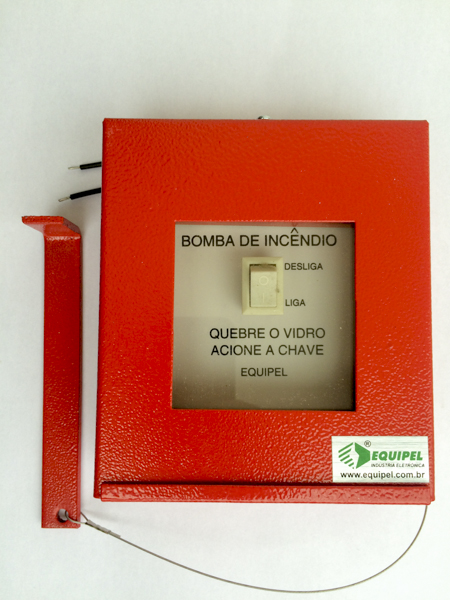 BOMBA DE INCÊNDIO
DESLIGA
LIGA
QUEBRE O VIDRO
ACIONE A CHAVE
EQUIPEL
® EQUIPEL
INDÚSTRIA ELETRÔNICA
www.equipel.com.br